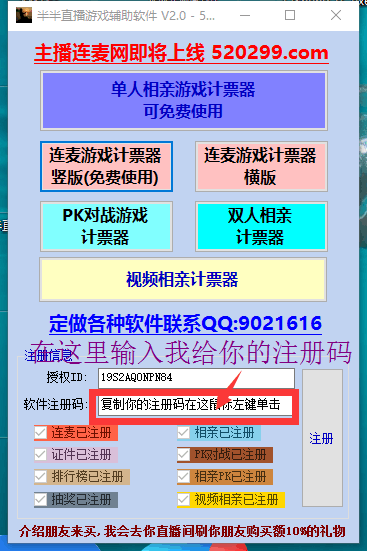 半半直播游戏辅助软件 V2.0 - 5...
主播连麦网即将上线 520299.com
单人相亲游戏计票器
可免费使用
连麦游戏计票器
竖版(免费使用)
连麦游戏计票器
横版
PK对战游戏
计票器
双人相亲
计票器
视频相亲计票器
定做各种软件联系QQ:9021616
在这里输入我给你的注册码
注册信息
授权ID: 19S2AQONPN84
软件注册码: 复制你的注册码在这鼠标左键单击
注册
连麦已注册 相亲已注册
证件已注册 PK对战已注册
排行榜已注册 相亲PK已注册
抽奖已注册 视频相亲已注册
介绍朋友来买,我会去你直播间刷你朋友购买额10%的礼物